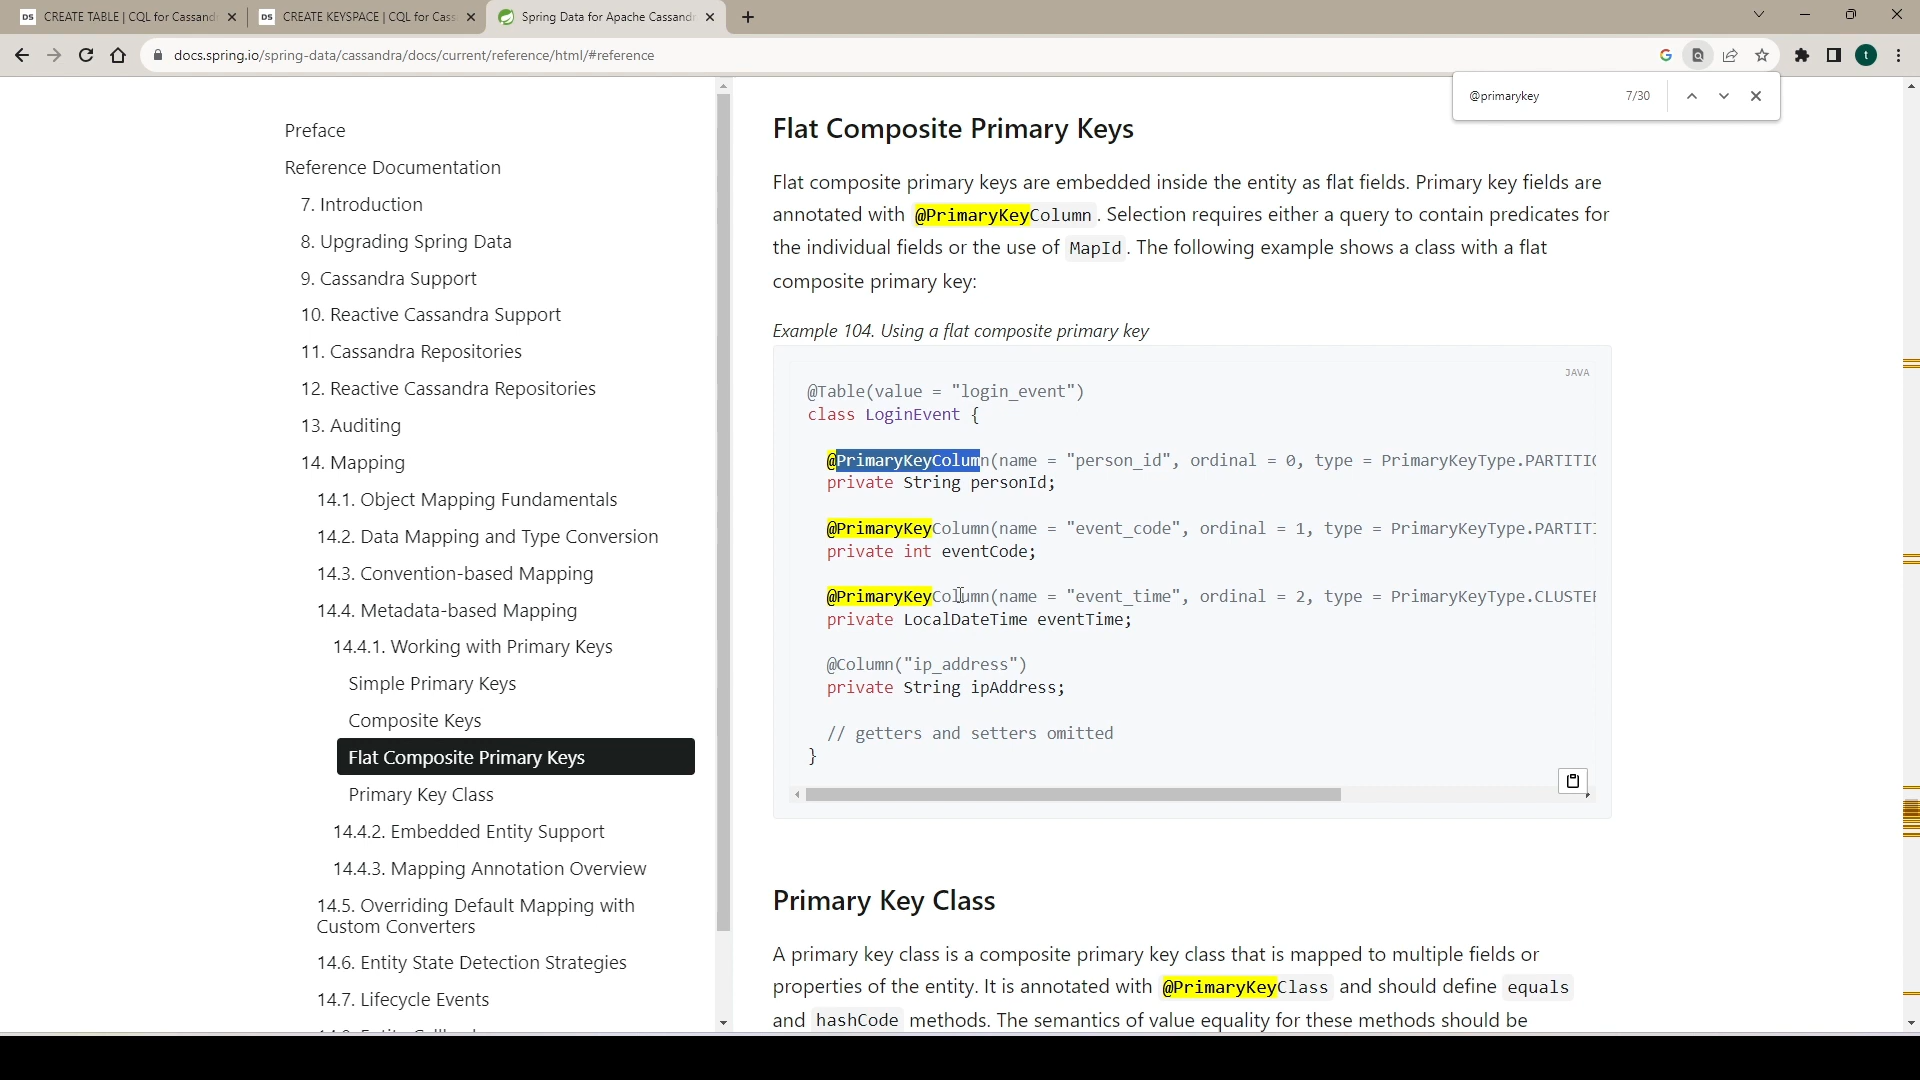 CREATE TABLE | CQL for Cassand
CREATE KEYSPACE | CQL for Cass
Spring Data for Apache Cassand
docs.spring.io/spring-data/cassandra/docs/current/reference/html/#reference
@primarykey 7/30
Preface
Reference Documentation
7. Introduction
8. Upgrading Spring Data
9. Cassandra Support
10. Reactive Cassandra Support
11. Cassandra Repositories
12. Reactive Cassandra Repositories
13. Auditing
14. Mapping
14.1. Object Mapping Fundamentals
14.2. Data Mapping and Type Conversion
14.3. Convention-based Mapping
14.4. Metadata-based Mapping
14.4.1. Working with Primary Keys
Simple Primary Keys
Composite Keys
Flat Composite Primary Keys
Primary Key Class
14.4.2. Embedded Entity Support
14.4.3. Mapping Annotation Overview
14.5. Overriding Default Mapping with
Custom Converters
14.6. Entity State Detection Strategies
14.7. Lifecycle Events
Flat Composite Primary Keys
Flat composite primary keys are embedded inside the entity as flat fields. Primary key fields are
annotated with @PrimaryKeyColumn. Selection requires either a query to contain predicates for
the individual fields or the use of MapId. The following example shows a class with a flat
composite primary key:
Example 104. Using a flat composite primary key
JAVA
@Table(value = "login_event")
class LoginEvent {
@PrimaryKeyColumn(name = "person_id", ordinal = 0, type = PrimaryKeyType.PARTITIO
private String personId;
@PrimaryKeyColumn(name = "event_code", ordinal = 1, type = PrimaryKeyType.PARTITI
private int eventCode;
@PrimaryKeyColumn(name = "event_time", ordinal = 2, type = PrimaryKeyType.CLUSTER
private LocalDateTime eventTime;
@Column("ip_address")
private String ipAddress;
// getters and setters omitted
}
Primary Key Class
A primary key class is a composite primary key class that is mapped to multiple fields or
properties of the entity. It is annotated with @PrimaryKeyClass and should define equals
and hashCode methods. The semantics of value equality for these methods should be